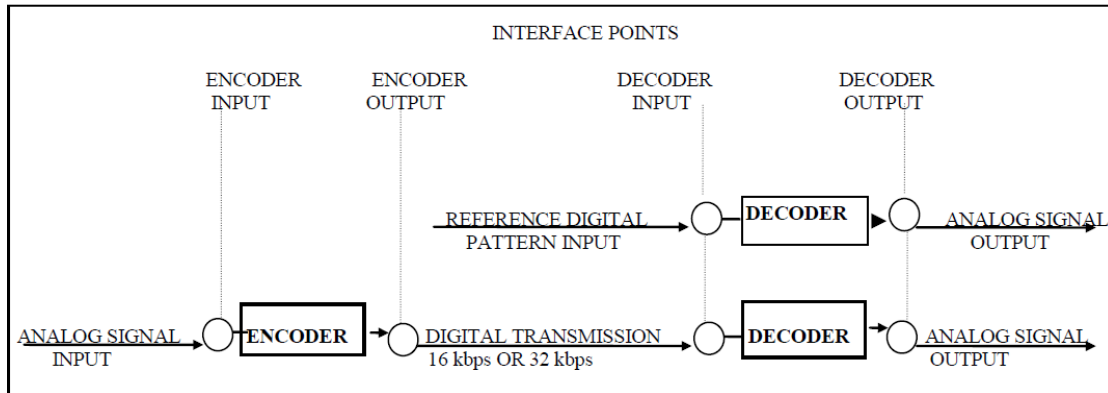 INTERFACE POINTS
ENCODER
INPUT
ENCODER
OUTPUT
DECODER
INPUT
DECODER
OUTPUT
REFERENCE DIGITAL
PATTERN INPUT
DECODER
ANALOG SIGNAL
OUTPUT
ANALOG SIGNAL
INPUT
ENCODER
DIGITAL TRANSMISSION
16 kbps OR 32 kbps
DECODER
ANALOG SIGNAL
OUTPUT